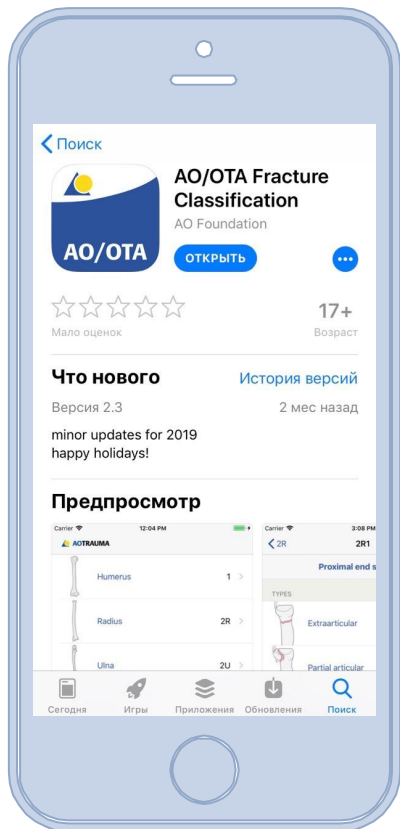 Поиск
AO/OTA
AO/OTA Fracture
Classification
AO Foundation
ОТКРЫТЬ
17+
Мало оценок
Возраст
Что нового
История версий
Версия 2.3
2 мес назад
minor updates for 2019
happy holidays!
Предпросмотр
Carrier
12:04 PM
AOTRAUMA
Humerus
1
Radius
2R
Ulna
2U
Carrier
3:08 PM
2R
2R1
Proximal end s
TYPES
Extraarticular
Partial articular
Сегодня
Игры
Приложения
Обновления
Поиск